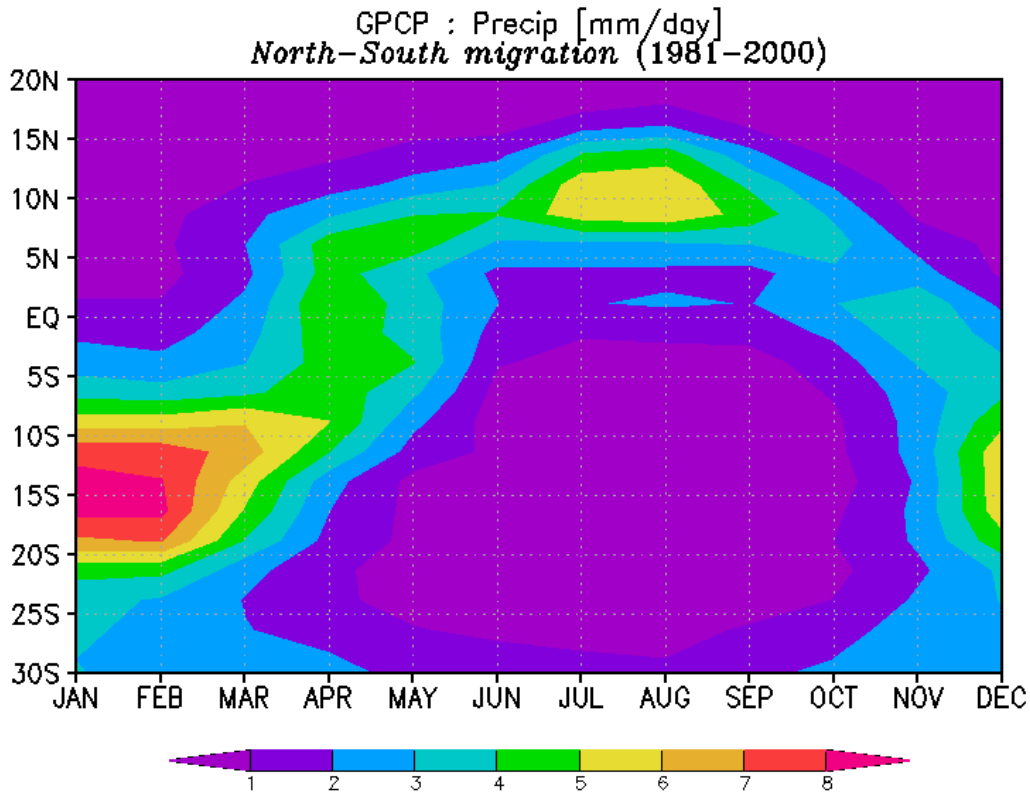 GPCP : Precip [mm/day]
North-South migration (1981-2000)
20N
15N
10N
5N
EQ
5S
10S
15S
20S
25S
30S
JAN FEB MAR APR MAY JUN JUL AUG SEP OCT NOV DEC
1 2 3 4 5 6 7 8